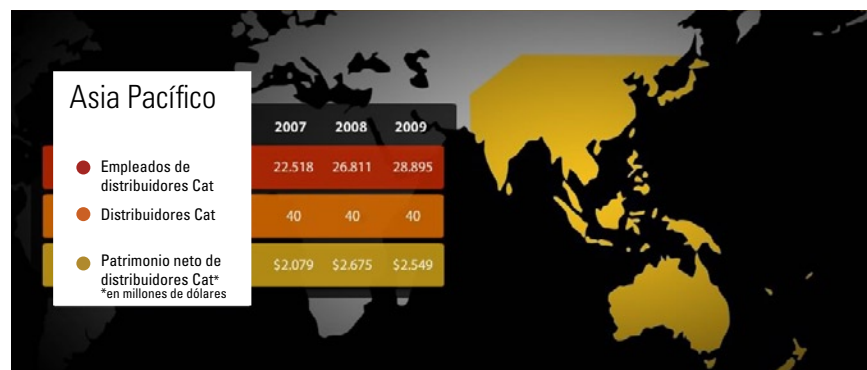 Asia Pacífico
2007 2008 2009
Empleados de
distribuidores Cat
22.518 26.811 28.895
Distribuidores Cat
40 40 40
Patrimonio neto de
distribuidores Cat*
*en millones de dólares
$2.079 $2.675 $2.549